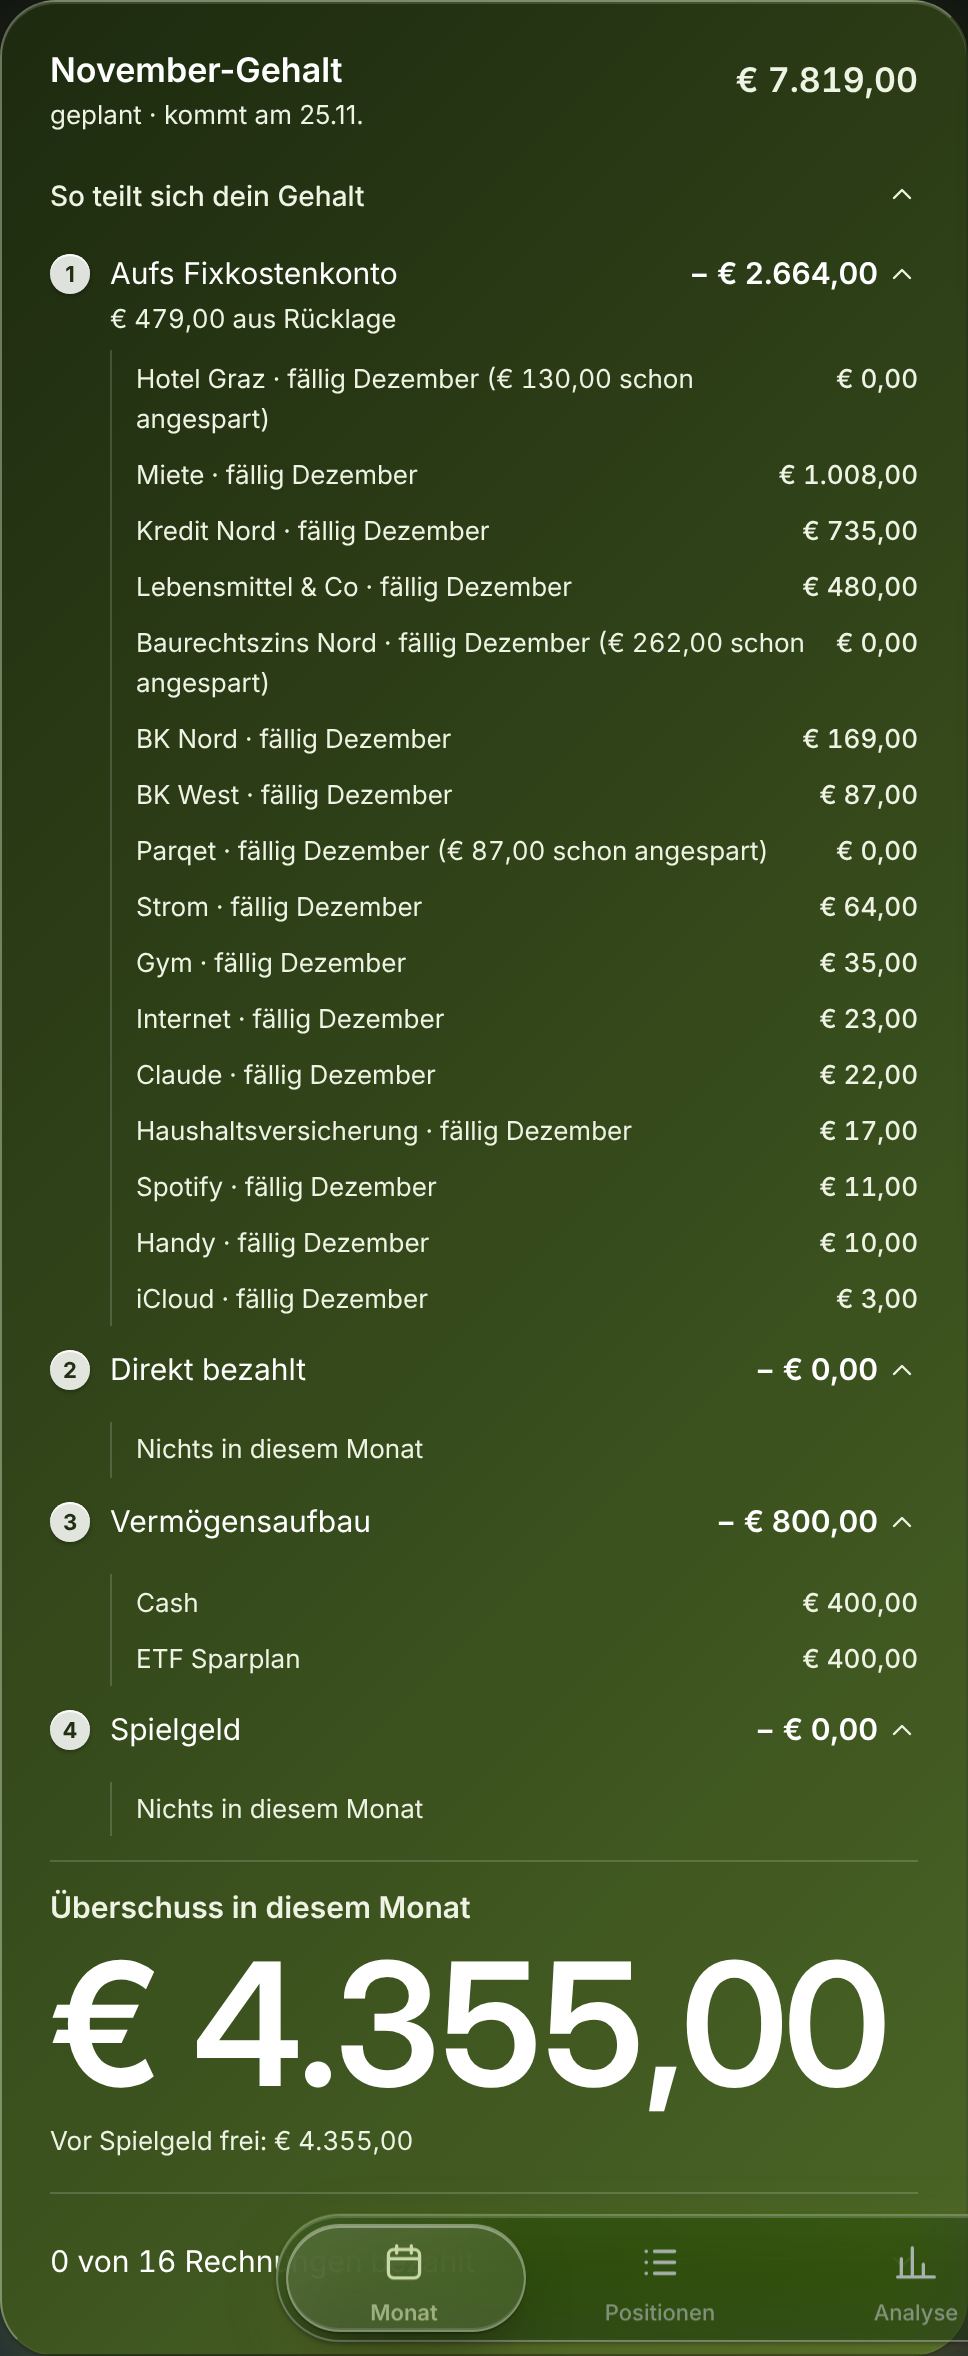 November-Gehalt
€ 7.819,00
geplant · kommt am 25.11.
So teilt sich dein Gehalt
1 Aufs Fixkostenkonto – € 2.664,00
€ 479,00 aus Rücklage
Hotel Graz · fällig Dezember (€ 130,00 schon € 0,00
angespart)
Miete · fällig Dezember € 1.008,00
Kredit Nord · fällig Dezember € 735,00
Lebensmittel & Co · fällig Dezember € 480,00
Baurechtszins Nord · fällig Dezember (€ 262,00 schon € 0,00
angespart)
BK Nord · fällig Dezember € 169,00
BK West · fällig Dezember € 87,00
Parqet · fällig Dezember (€ 87,00 schon angespart) € 0,00
Strom · fällig Dezember € 64,00
Gym · fällig Dezember € 35,00
Internet · fällig Dezember € 23,00
Claude · fällig Dezember € 22,00
Haushaltsversicherung · fällig Dezember € 17,00
Spotify · fällig Dezember € 11,00
Handy · fällig Dezember € 10,00
iCloud · fällig Dezember € 3,00
2 Direkt bezahlt – € 0,00
Nichts in diesem Monat
3 Vermögensaufbau – € 800,00
Cash € 400,00
ETF Sparplan € 400,00
4 Spielgeld – € 0,00
Nichts in diesem Monat
Überschuss in diesem Monat
€ 4.355,00
Vor Spielgeld frei: € 4.355,00
0 von 16 Rechnungen bezahlt
Monat
Positionen
Analyse